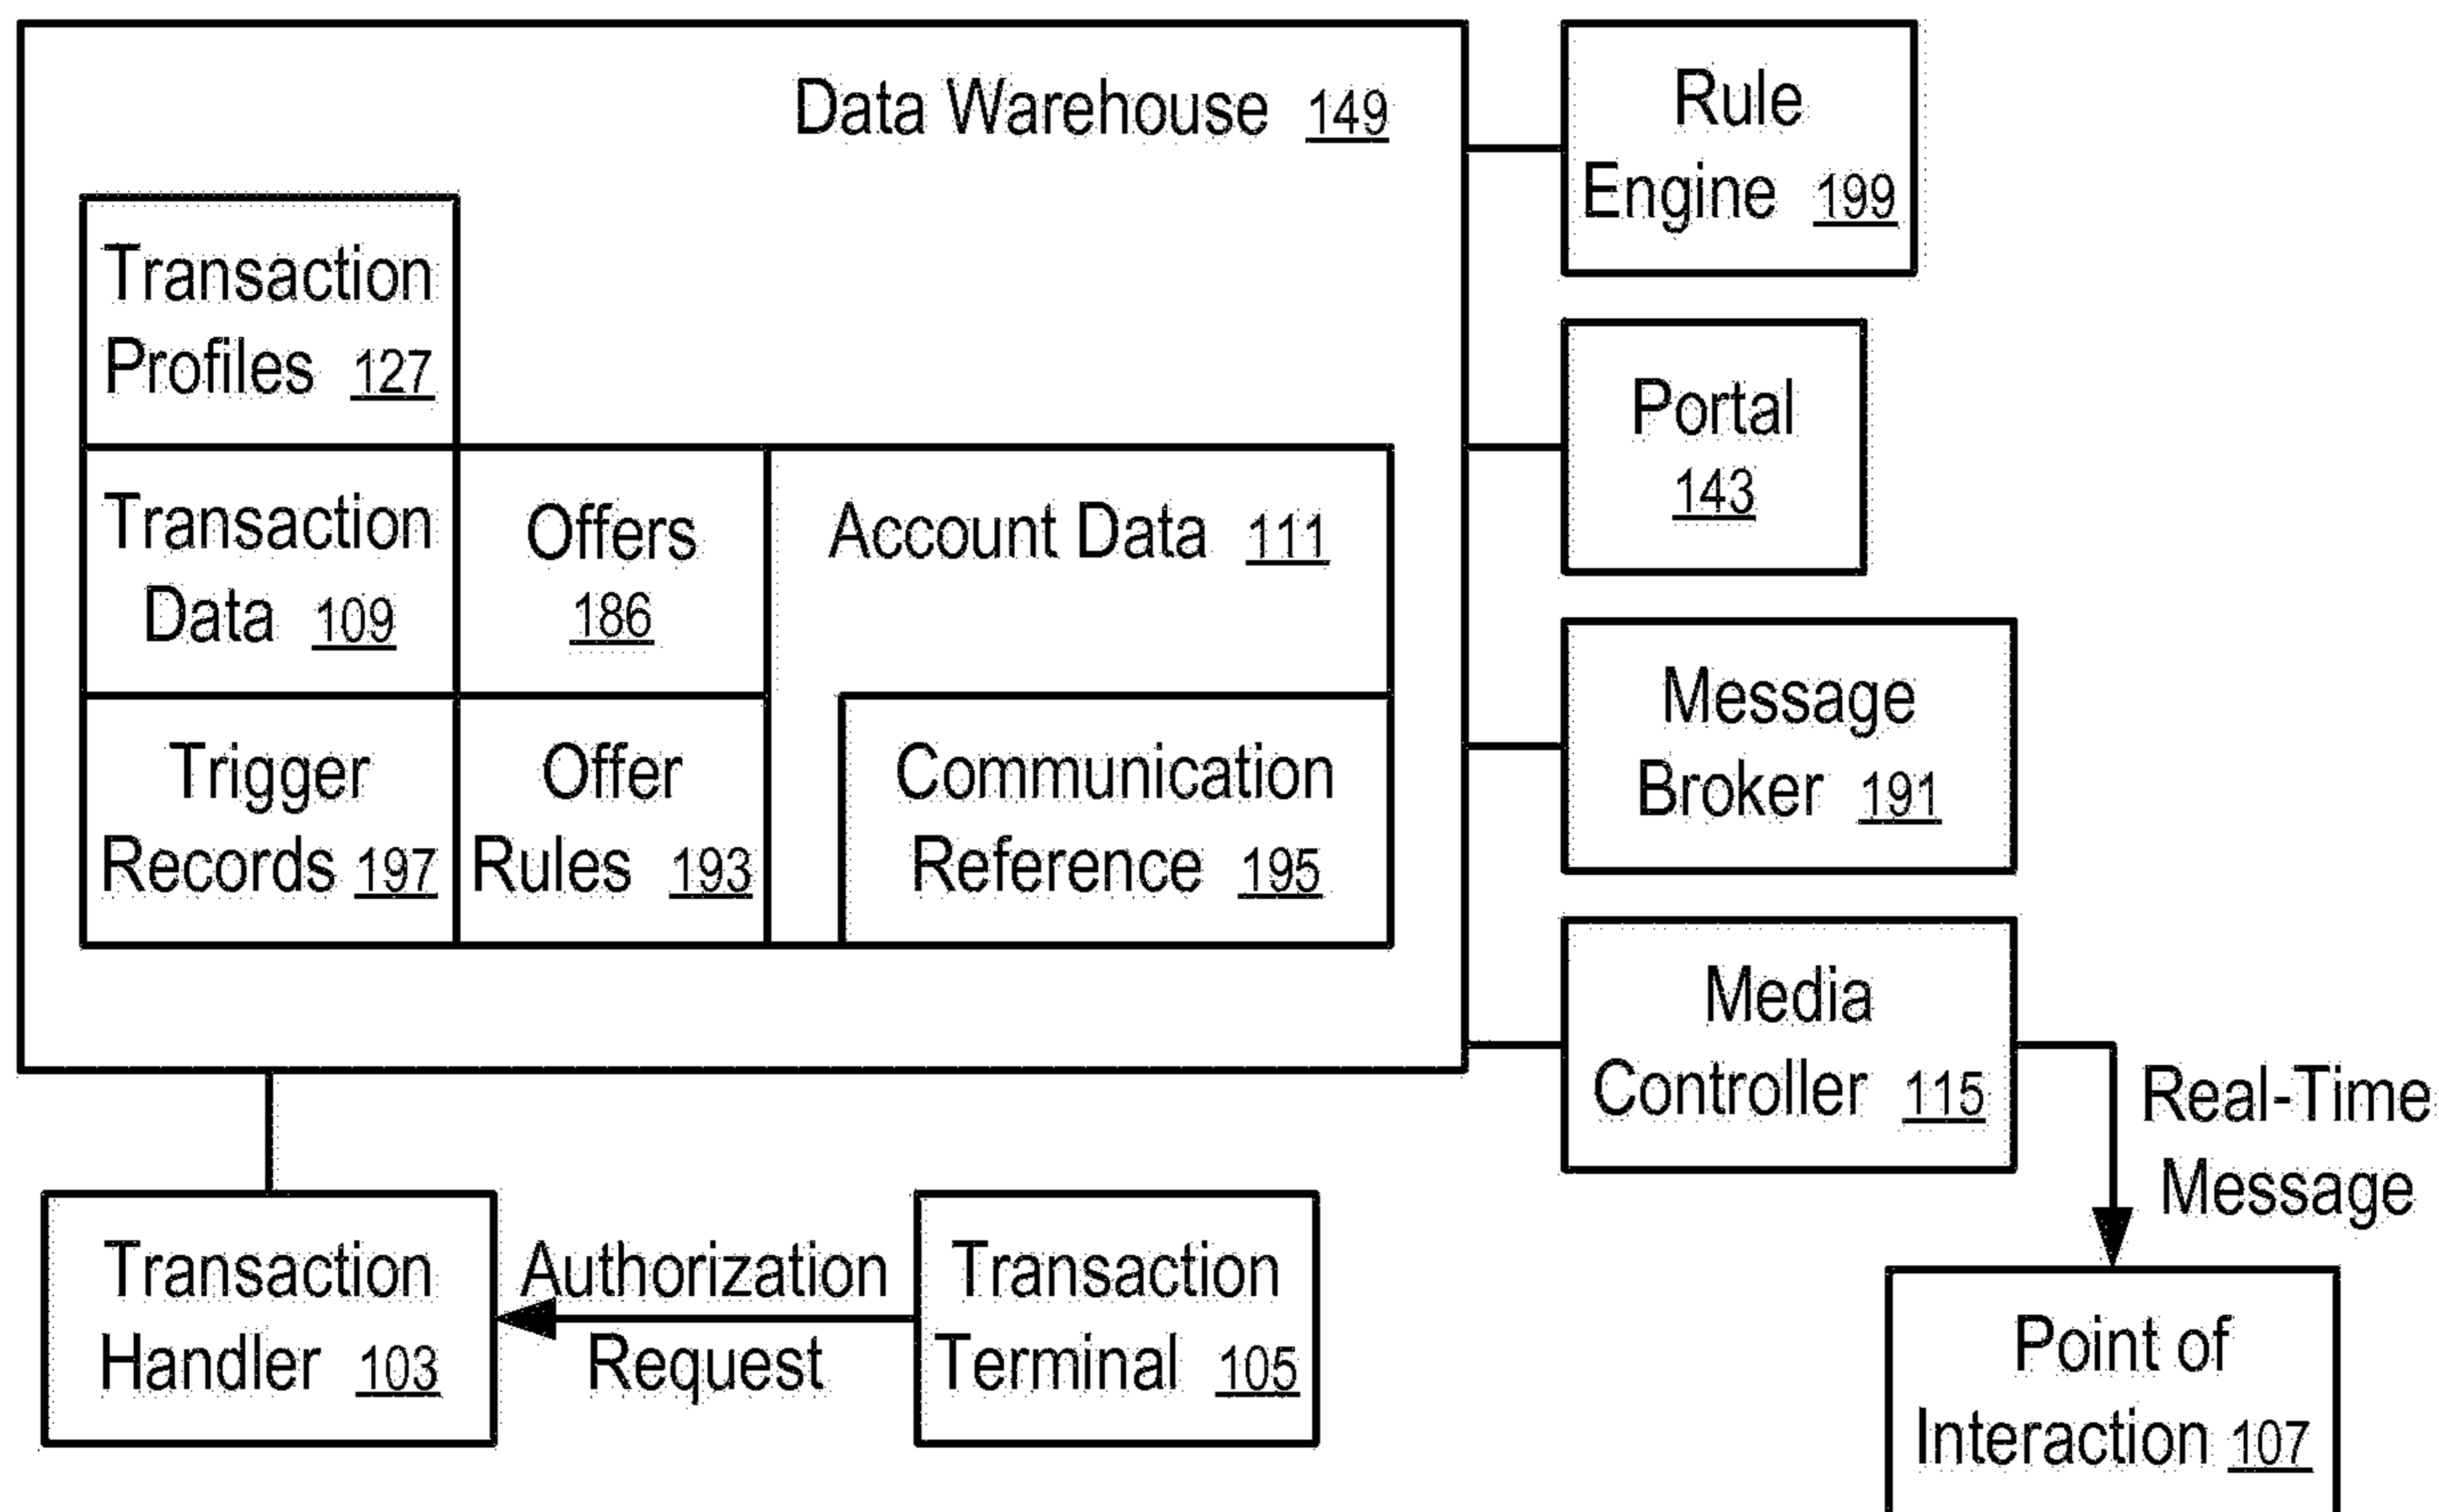 Data Warehouse 149
Transaction
Profiles 127
Transaction
Data 109
Offers
186
Account Data 111
Trigger
Records 197
Offer
Rules 193
Communication
Reference 195
Rule
Engine 199
Portal
143
Message
Broker 191
Media
Controller 115
Real-Time
Message
Transaction
Handler 103
Authorization
Request
Transaction
Terminal 105
Point of
Interaction 107